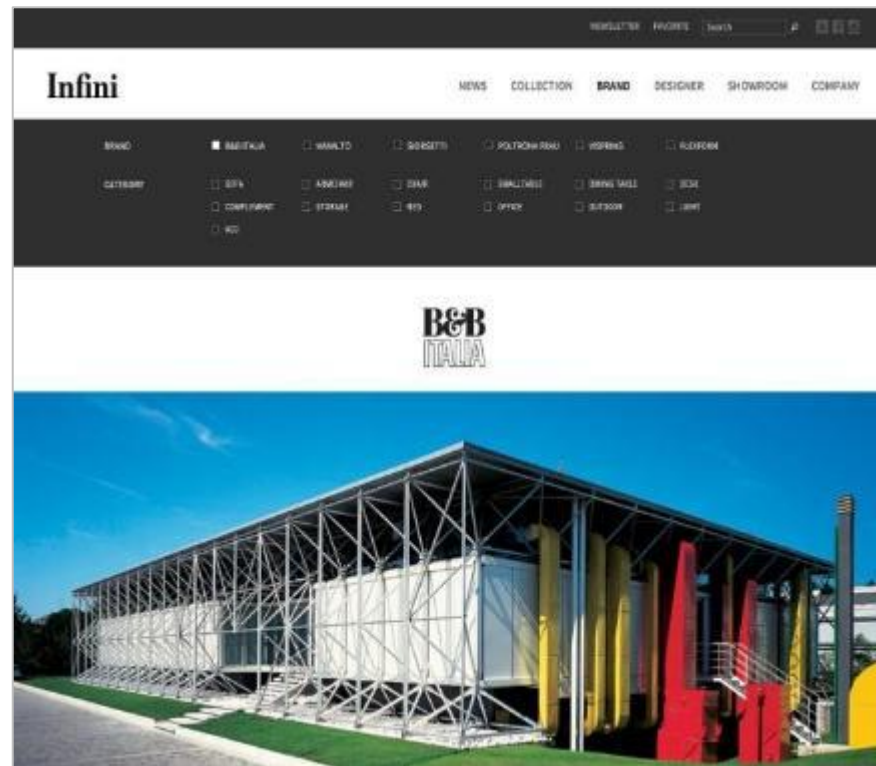 NEWSLETTER FAVORITE Search
Infini
NEWS COLLECTION BRAND DESIGNER SHOWROOM COMPANY
BRAND B&B ITALIA MAXALTO GIORGETTI POLTRONA FRAU VISPRING FLEXFORM
CATEGORY SOFA ARMCHAIR CHAIR SMALL TABLE DINING TABLE DESK
COMPLEMENT STORAGE BED OFFICE OUTDOOR LIGHT
B&B
ITALIA